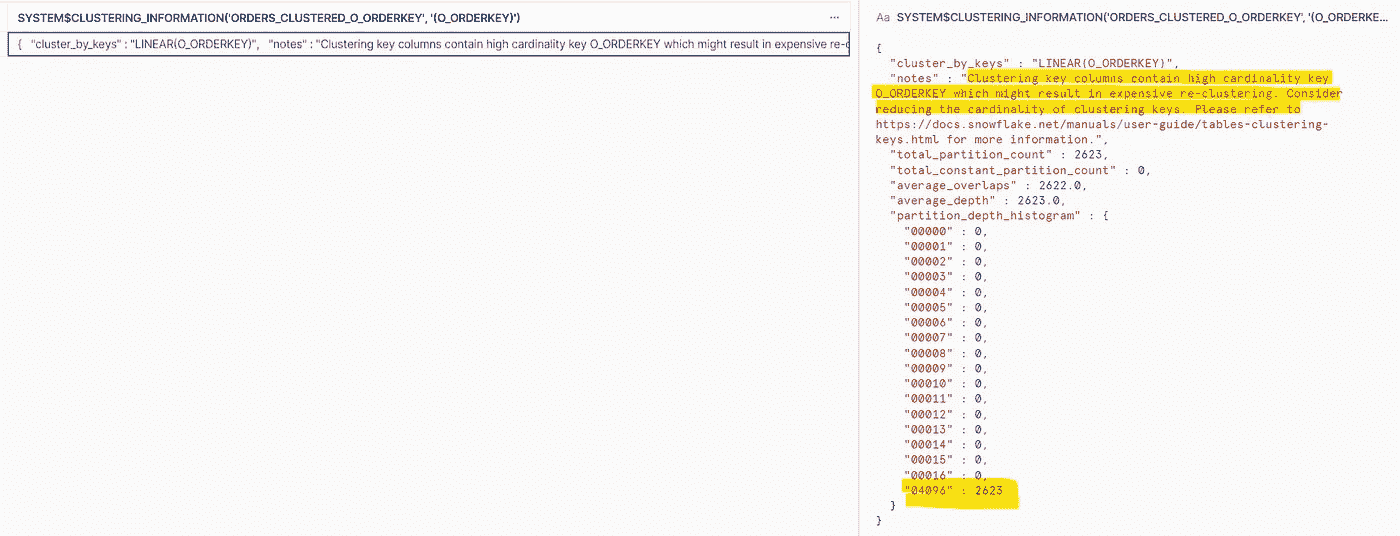 SYSTEM$CLUSTERING_INFORMATION('ORDERS_CLUSTERED_O_ORDERKEY', '(O_ORDERKEY)') ...
{ "cluster_by_keys" : "LINEAR(O_ORDERKEY)", "notes" : "Clustering key columns contain high cardinality key O_ORDERKEY which might result in expensive re-c
Aa SYSTEM$CLUSTERING_INFORMATION('ORDERS_CLUSTERED_O_ORDERKEY', '(O_ORDERKE...
{
"cluster_by_keys" : "LINEAR(O_ORDERKEY)",
"notes" : "Clustering key columns contain high cardinality key
O_ORDERKEY which might result in expensive re-clustering. Consider
reducing the cardinality of clustering keys. Please refer to
https://docs.snowflake.net/manuals/user-guide/tables-clustering-
keys.html for more information.",
"total_partition_count" : 2623,
"total_constant_partition_count" : 0,
"average_overlaps" : 2622.0,
"average_depth" : 2623.0,
"partition_depth_histogram" : {
"00000" : 0,
"00001" : 0,
"00002" : 0,
"00003" : 0,
"00004" : 0,
"00005" : 0,
"00006" : 0,
"00007" : 0,
"00008" : 0,
"00009" : 0,
"00010" : 0,
"00011" : 0,
"00012" : 0,
"00013" : 0,
"00014" : 0,
"00015" : 0,
"00016" : 0,
"04096" : 2623
}
}